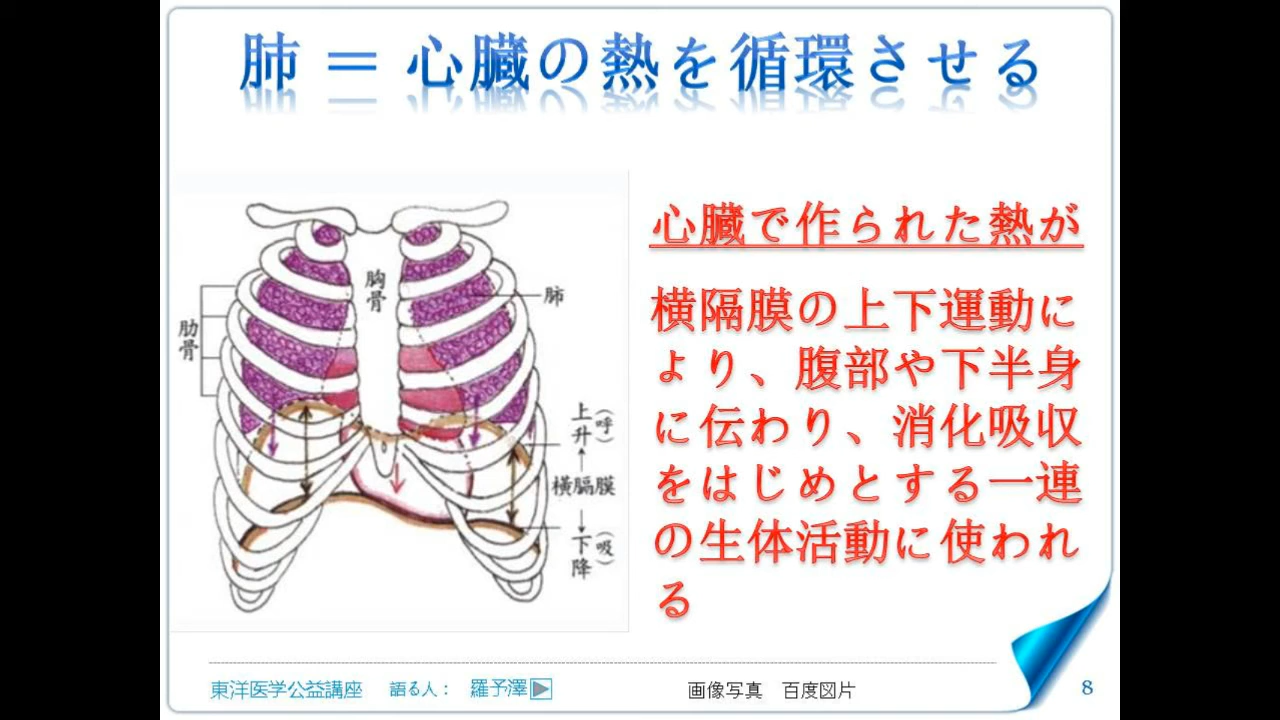 肺 ＝ 心臓の熱を循環させる
心臓で作られた熱が
横隔膜の上下運動に
より、腹部や下半身
に伝わり、消化吸収
をはじめとする一連
の生体活動に使われ
る
胸骨
肺
肋骨
上升（呼）
↑
横膈膜
↓
下降（吸）
東洋医学公益講座　語る人：　羅予澤
画像写真　百度図片
8